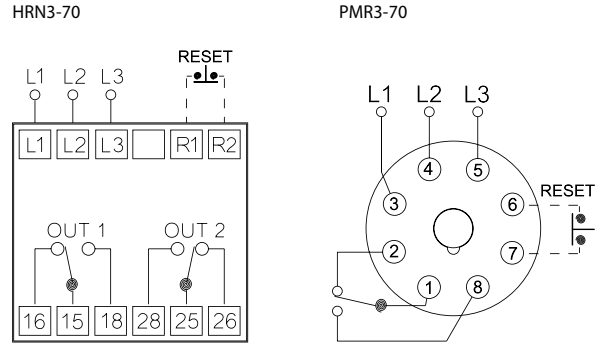 HRN3-70
RESET
L1 L2 L3
L1 L2 L3 R1 R2
OUT 1 OUT 2
16 15 18 28 25 26
PMR3-70
L1 L2 L3
4 5
3 6
RESET
2 7
1 8